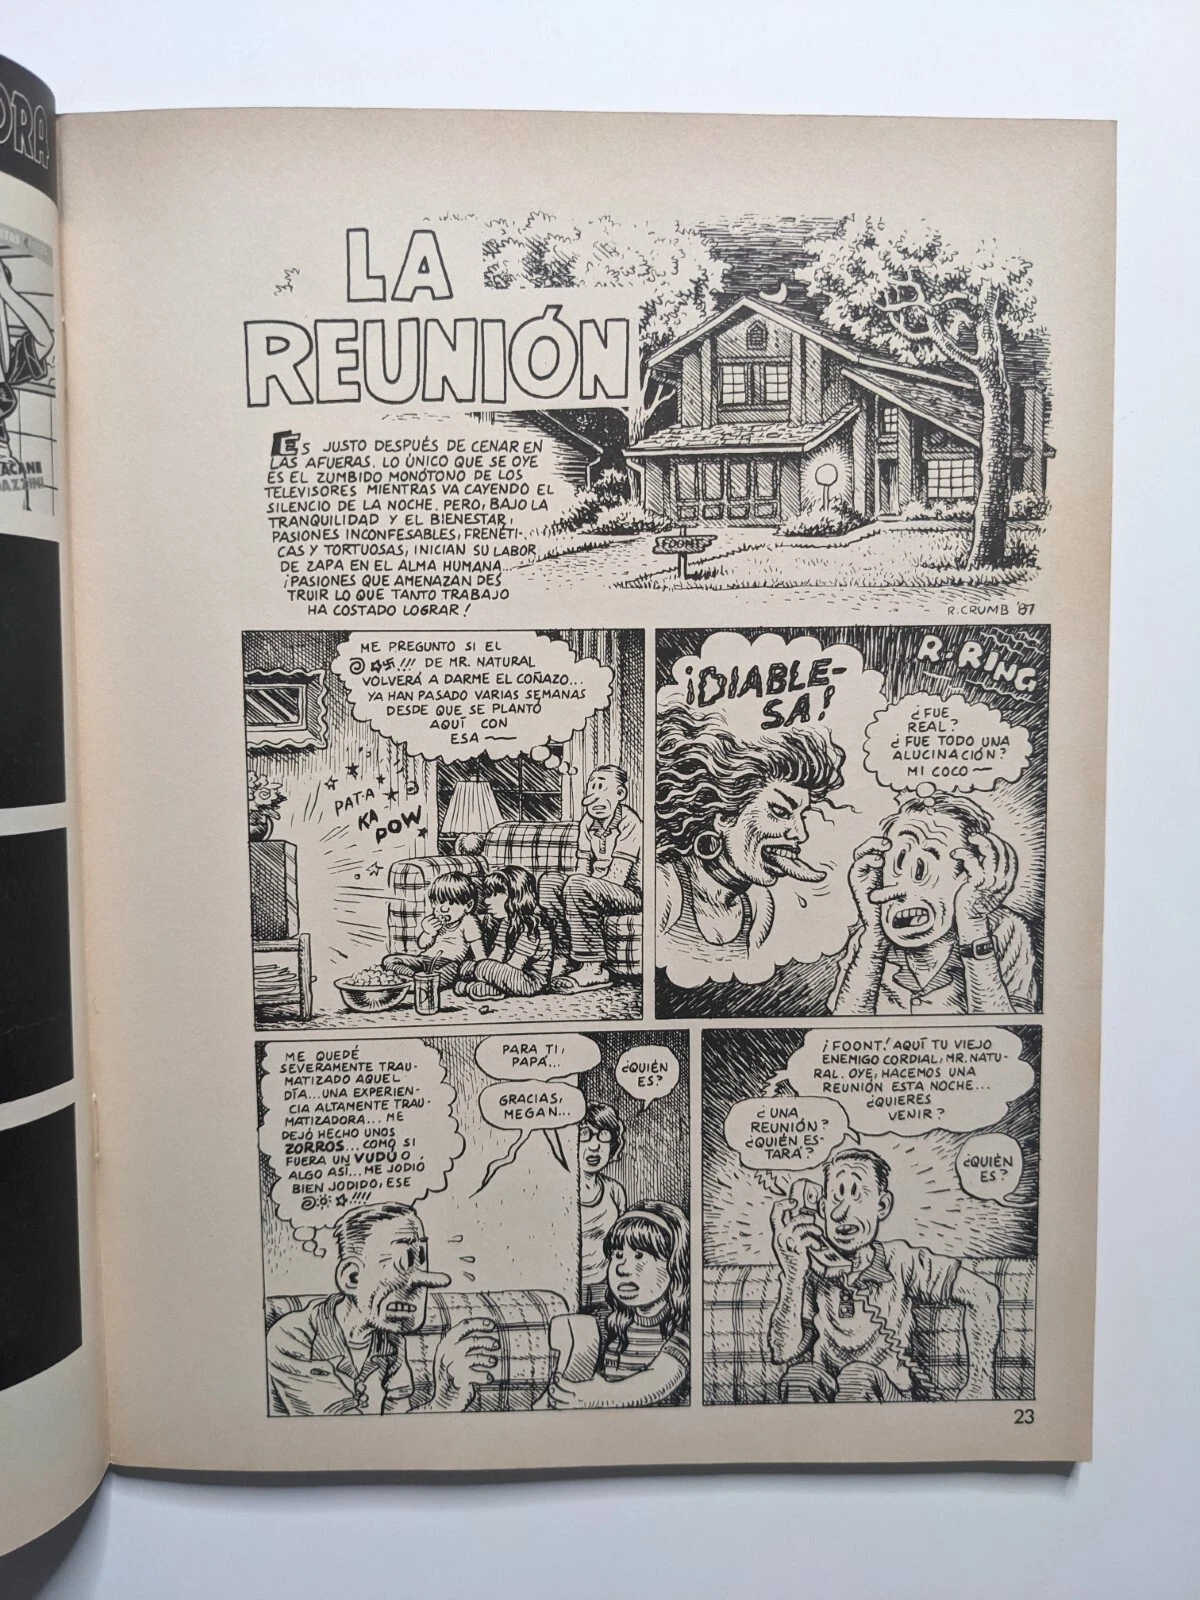 ORA
ACANE
AZZINI
LA
REUNIÓN
ES JUSTO DESPUÉS DE CENAR EN
LAS AFUERAS. LO ÚNICO QUE SE OYE
ES EL ZUMBIDO MONÓTONO DE LOS
TELEVISORES MIENTRAS VA CAYENDO EL
SILENCIO DE LA NOCHE. PERO, BAJO LA
TRANQUILIDAD Y EL BIENESTAR,
PASIONES INCONFESABLES, FRENÉTI-
CAS Y TORTUOSAS, INICIAN SU LABOR
DE ZAPA EN EL ALMA HUMANA...
¡PASIONES QUE AMENAZAN DES
TRUIR LO QUE TANTO TRABAJO
HA COSTADO LOGRAR!
FOONT
R. CRUMB '87
ME PREGUNTO SI EL
!!! DE MR. NATURAL
VOLVERÁ A DARME EL COÑAZO...
YA HAN PASADO VARIAS SEMANAS
DESDE QUE SE PLANTÓ
AQUÍ CON
ESA
PAT-A
KA
POW
¡DIABLE-
SA!
R-RING
¿FUE
REAL?
¿FUE TODO UNA
ALUCINACIÓN?
MI COCO
ME QUEDÉ
SEVERAMENTE TRAU-
MATIZADO AQUEL
DÍA... UNA EXPERIEN-
CIA ALTAMENTE TRAU-
MATIZADORA... ME
DEJÓ HECHO UNOS
ZORROS... COMO SI
FUERA UN VUDÚ O
ALGO ASÍ... ME JODIÓ
BIEN JODIDO, ESE
!!!!
PARA TI,
PAPÁ...
GRACIAS,
MEGAN...
¿QUIÉN
ES?
¡FOONT! AQUÍ TU VIEJO
ENEMIGO CORDIAL, MR. NATU-
RAL. OYE, HACEMOS UNA
REUNIÓN ESTA NOCHE...
¿QUIERES
VENIR?
¿UNA
REUNIÓN?
¿QUIÉN ES-
TARÁ?
¿QUIÉN
ES?
23